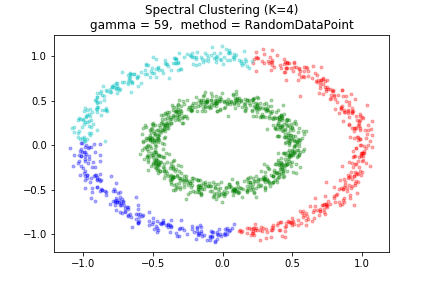 Spectral Clustering (K=4)
gamma = 59,  method = RandomDataPoint
1.0
0.5
0.0
−0.5
−1.0
−1.0 −0.5 0.0 0.5 1.0